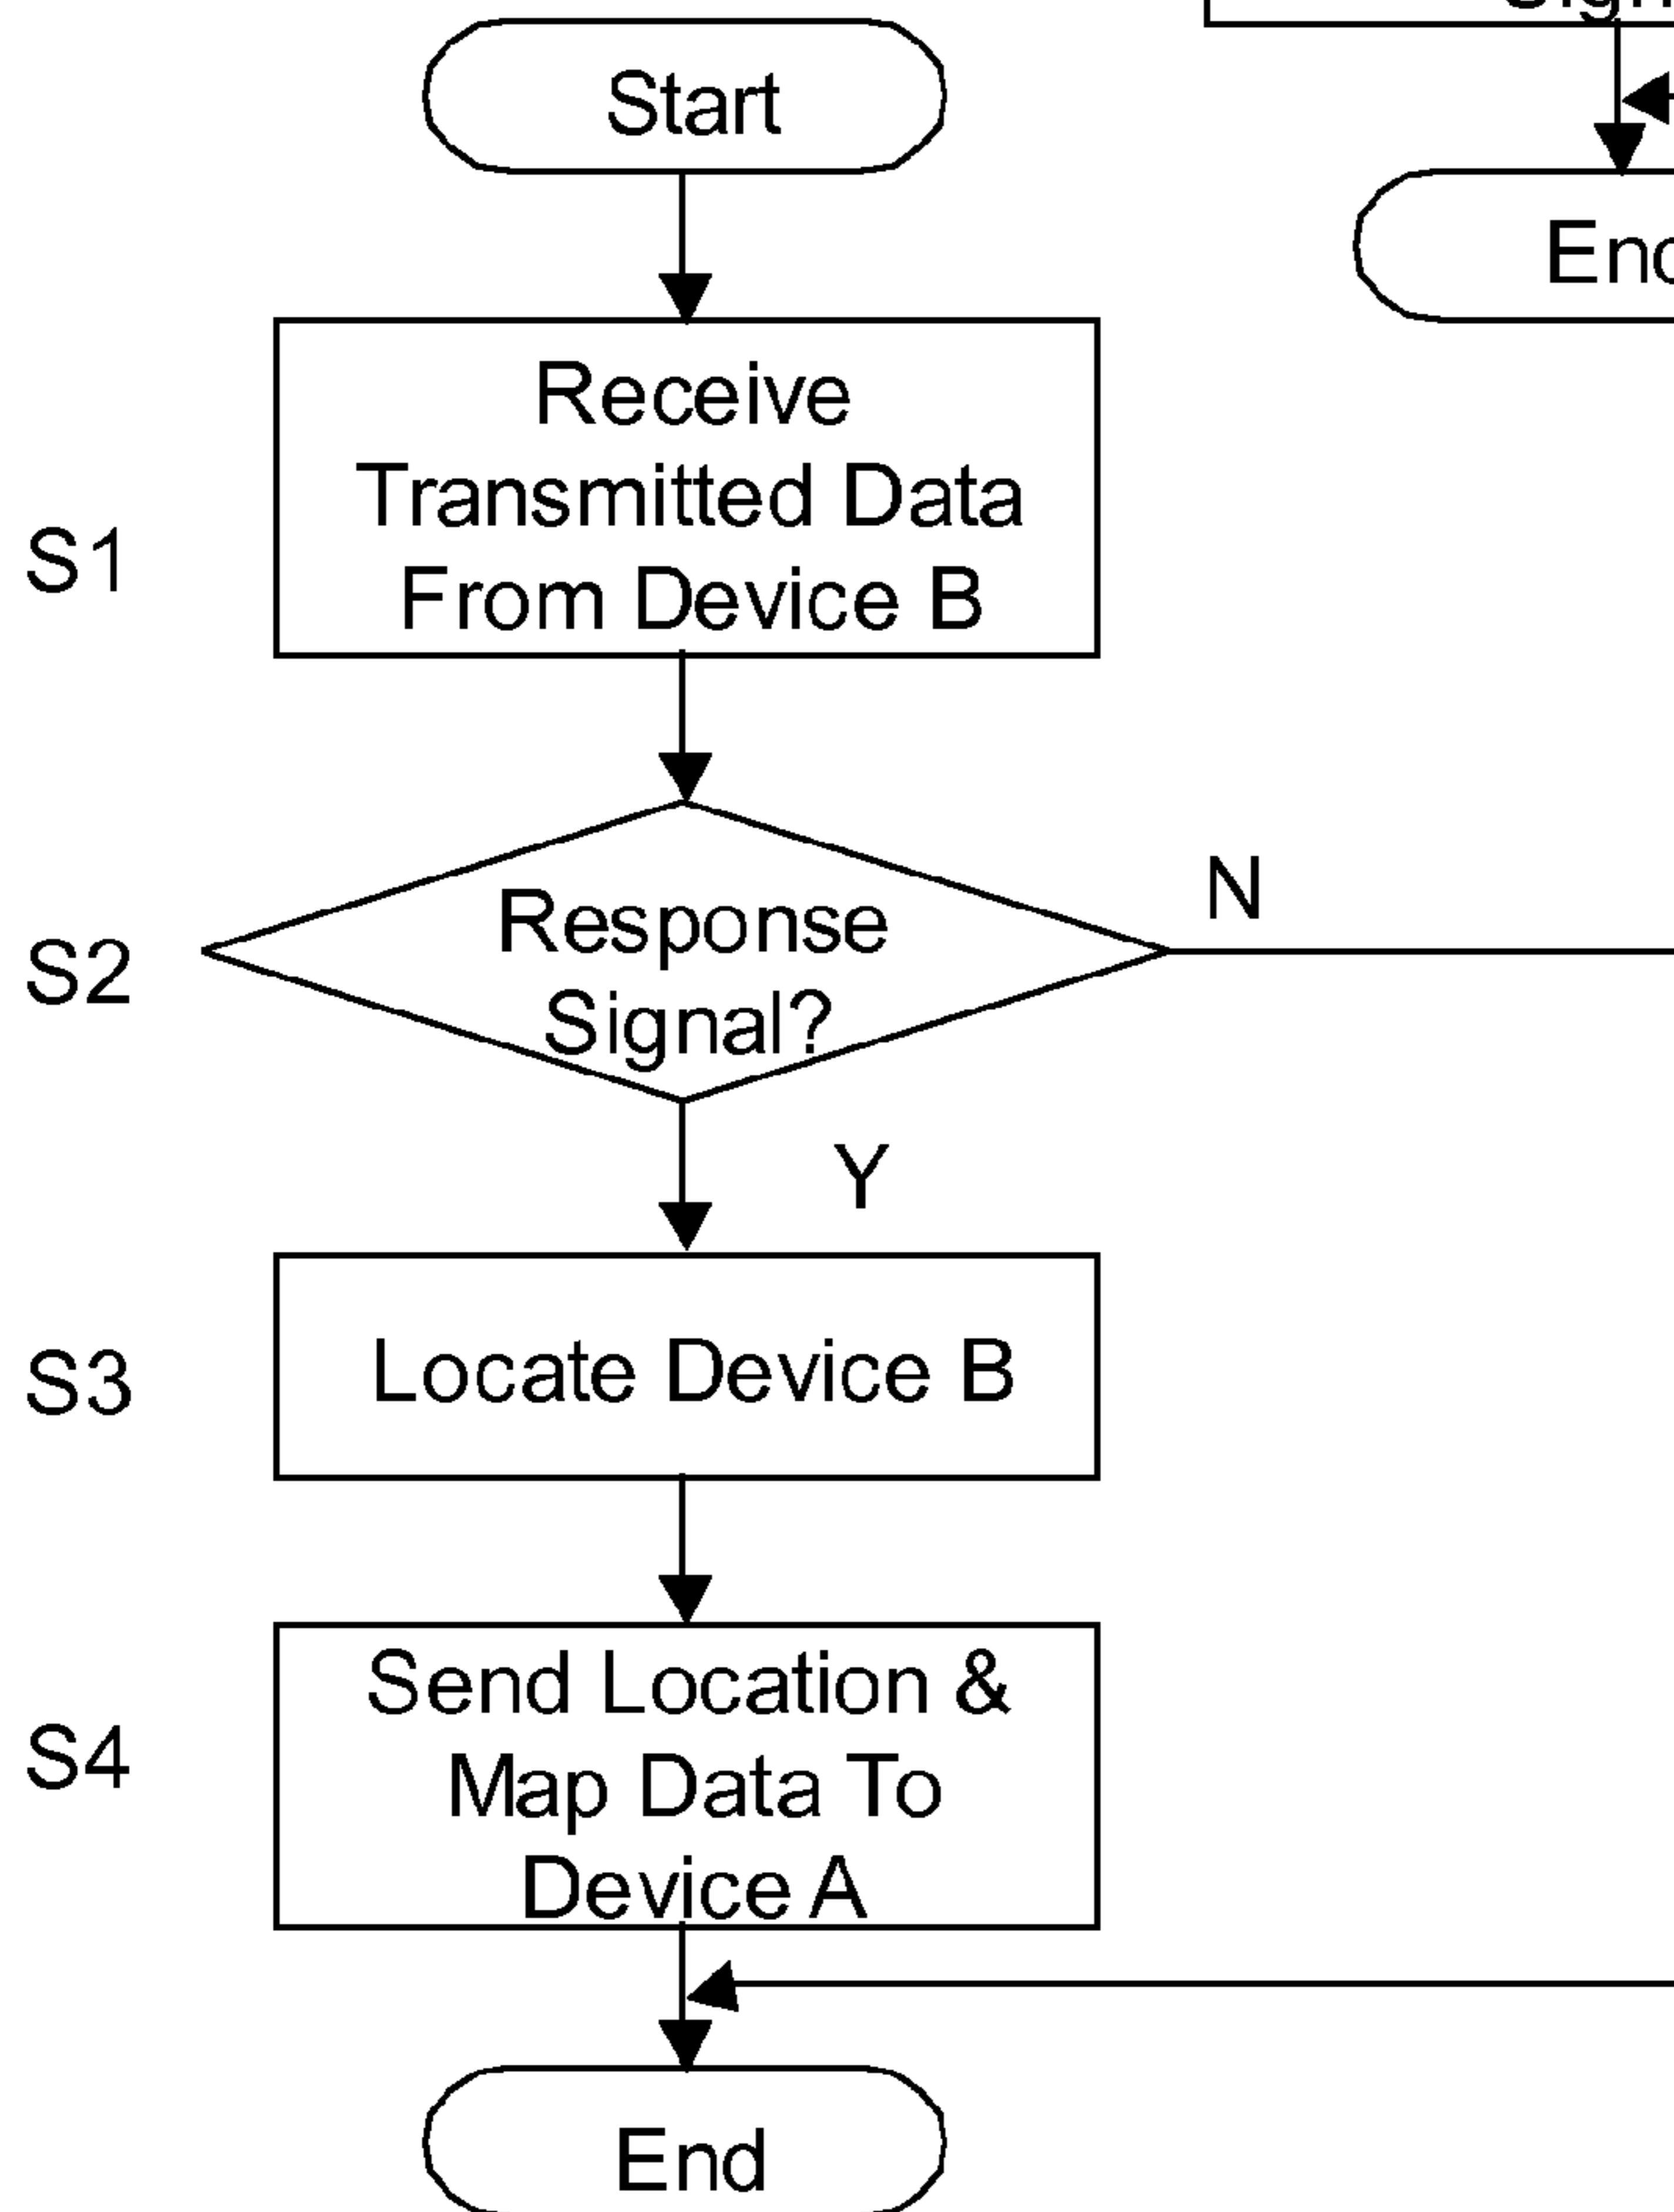 Start
S1
Receive
Transmitted Data
From Device B
S2
Response
Signal?
N
Y
S3
Locate Device B
S4
Send Location &
Map Data To
Device A
End